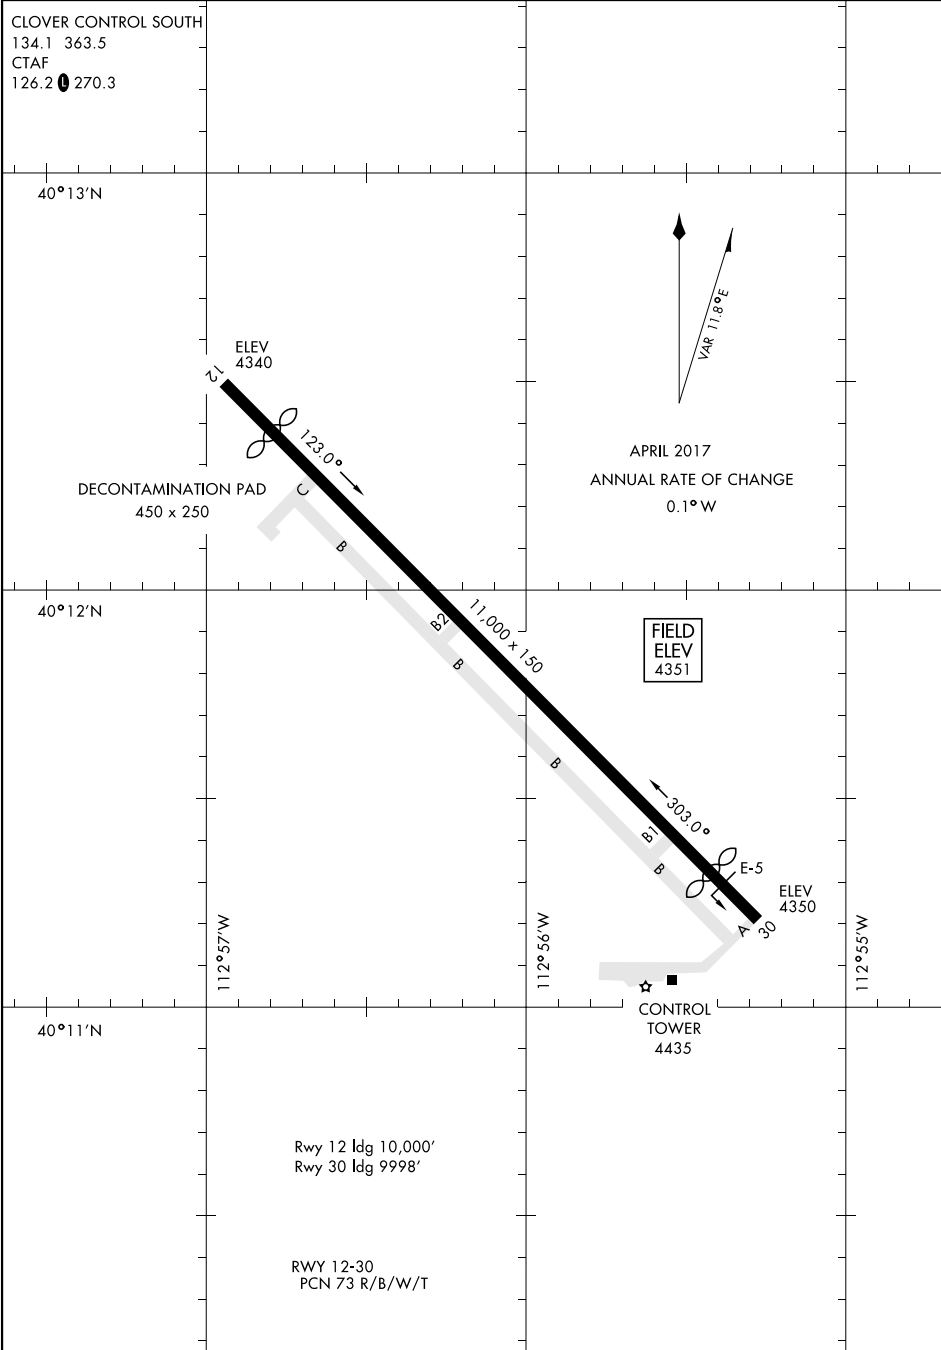 CLOVER CONTROL SOUTH
134.1 363.5
CTAF
126.2 L 270.3
40°13'N
VAR 11.8°E
ELEV
4340
12
123.0°
APRIL 2017
ANNUAL RATE OF CHANGE
0.1°W
DECONTAMINATION PAD
450 x 250
C
B
40°12'N
B2
11,000 x 150
B
FIELD
ELEV
4351
B
303.0°
B1
B
E-5
ELEV
4350
A
30
112°57'W
112°56'W
112°55'W
CONTROL
TOWER
4435
40°11'N
Rwy 12 ldg 10,000'
Rwy 30 ldg 9998'
RWY 12-30
PCN 73 R/B/W/T